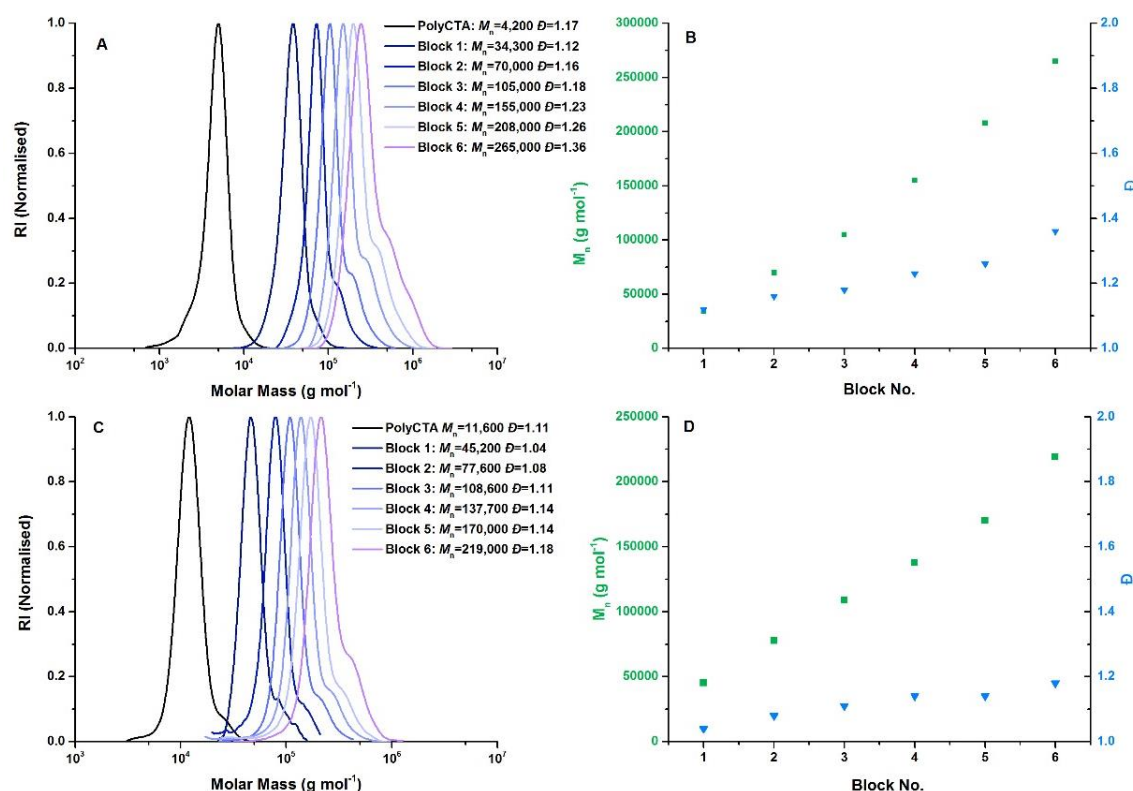 A
PolyCTA: Mn=4,200 Đ=1.17
Block 1: Mn=34,300 Đ=1.12
Block 2: Mn=70,000 Đ=1.16
Block 3: Mn=105,000 Đ=1.18
Block 4: Mn=155,000 Đ=1.23
Block 5: Mn=208,000 Đ=1.26
Block 6: Mn=265,000 Đ=1.36
RI (Normalised)
1.0
0.8
0.6
0.4
0.2
0.0
10² 10³ 10⁴ 10⁵ 10⁶ 10⁷
Molar Mass (g mol⁻¹)
B
Mn (g mol⁻¹)
300000
250000
200000
150000
100000
50000
0
2.0
1.8
1.6
1.4
1.2
1.0
Đ
1 2 3 4 5 6
Block No.
C
PolyCTA Mn=11,600 Đ=1.11
Block 1: Mn=45,200 Đ=1.04
Block 2: Mn=77,600 Đ=1.08
Block 3: Mn=108,600 Đ=1.11
Block 4: Mn=137,700 Đ=1.14
Block 5: Mn=170,000 Đ=1.14
Block 6: Mn=219,000 Đ=1.18
RI (Normalised)
1.0
0.8
0.6
0.4
0.2
0.0
10³ 10⁴ 10⁵ 10⁶ 10⁷
Molar Mass (g mol⁻¹)
D
Mn (g mol⁻¹)
250000
200000
150000
100000
50000
0
2.0
1.8
1.6
1.4
1.2
1.0
Đ
1 2 3 4 5 6
Block No.